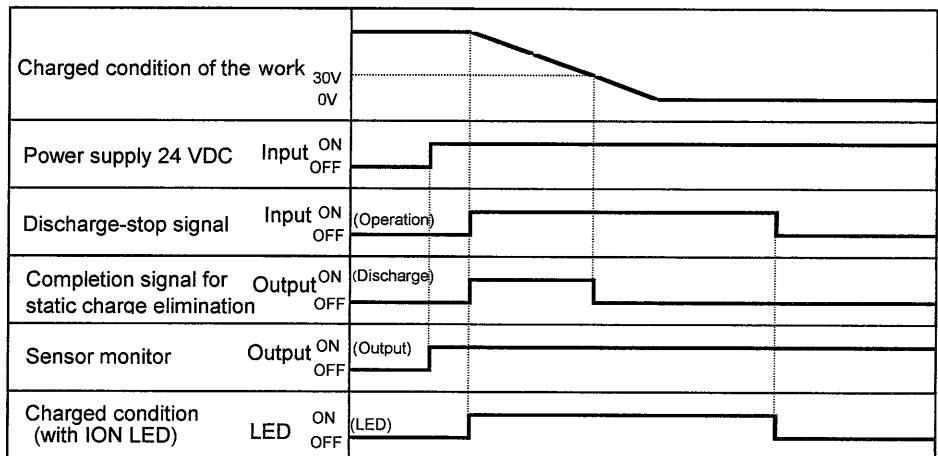 Charged condition of the work 30V
0V
Power supply 24 VDC Input ON
OFF
Discharge-stop signal Input ON (Operation)
OFF
Completion signal for
static charge elimination Output ON (Discharge)
OFF
Sensor monitor Output ON (Output)
OFF
Charged condition
(with ION LED) LED ON (LED)
OFF